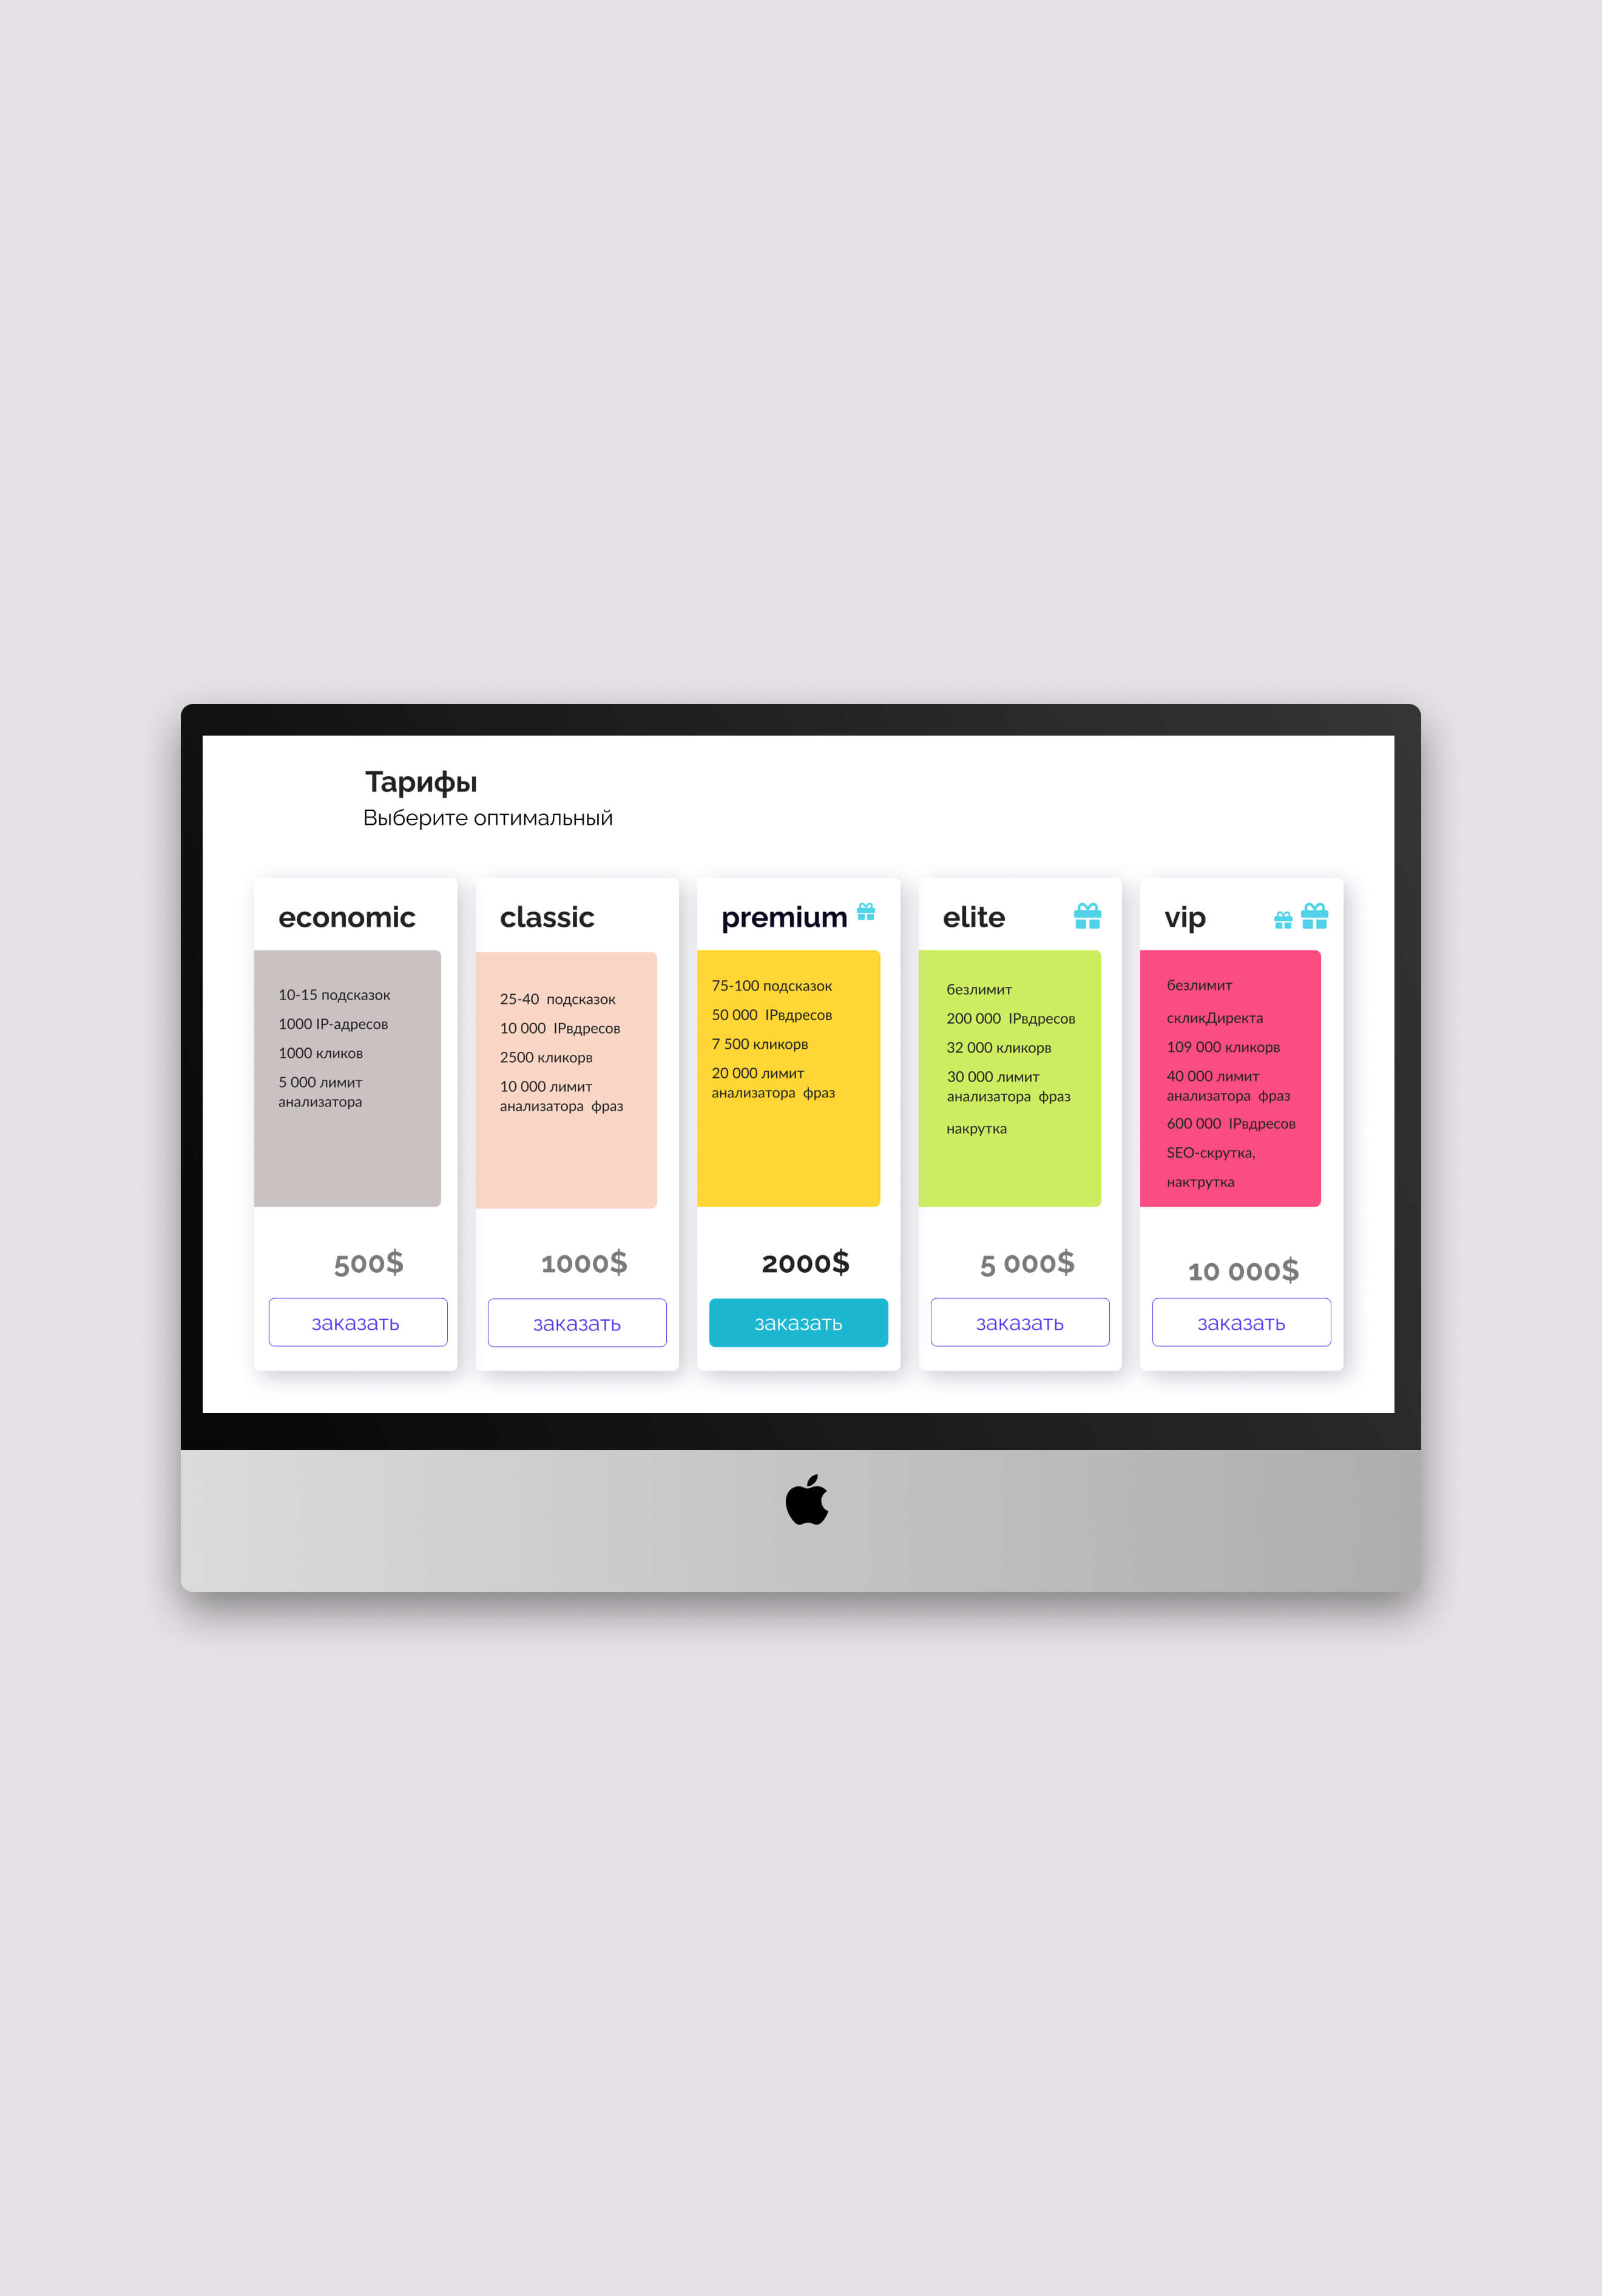 Тарифы
Выберите оптимальный
economic
10-15 подсказок
1000 IP-адресов
1000 кликов
5 000 лимит
анализатора
500$
заказать
classic
25-40 подсказок
10 000 IPвдресов
2500 кликорв
10 000 лимит
анализатора фраз
1000$
заказать
premium
75-100 подсказок
50 000 IPвдресов
7 500 кликорв
20 000 лимит
анализатора фраз
2000$
заказать
elite
безлимит
200 000 IPвдресов
32 000 кликорв
30 000 лимит
анализатора фраз
накрутка
5 000$
заказать
vip
безлимит
скликДиректа
109 000 кликорв
40 000 лимит
анализатора фраз
600 000 IPвдресов
SEO-скрутка,
нактрутка
10 000$
заказать